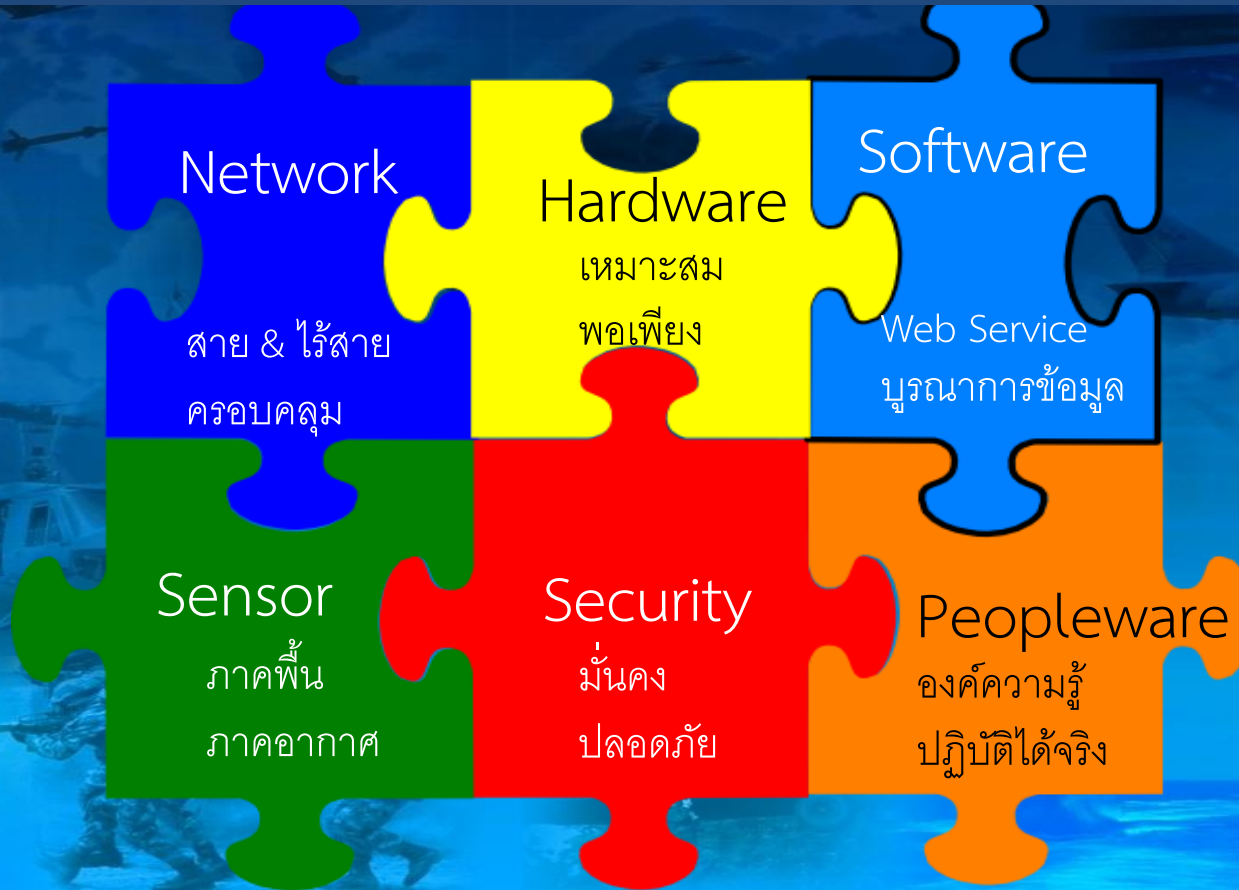 Network
สาย & ไร้สาย
ครอบคลุม
Hardware
เหมาะสม
พอเพียง
Software
Web Service
บูรณาการข้อมูล
Sensor
ภาคพื้น
ภาคอากาศ
Security
มั่นคง
ปลอดภัย
Peopleware
องค์ความรู้
ปฏิบัติได้จริง